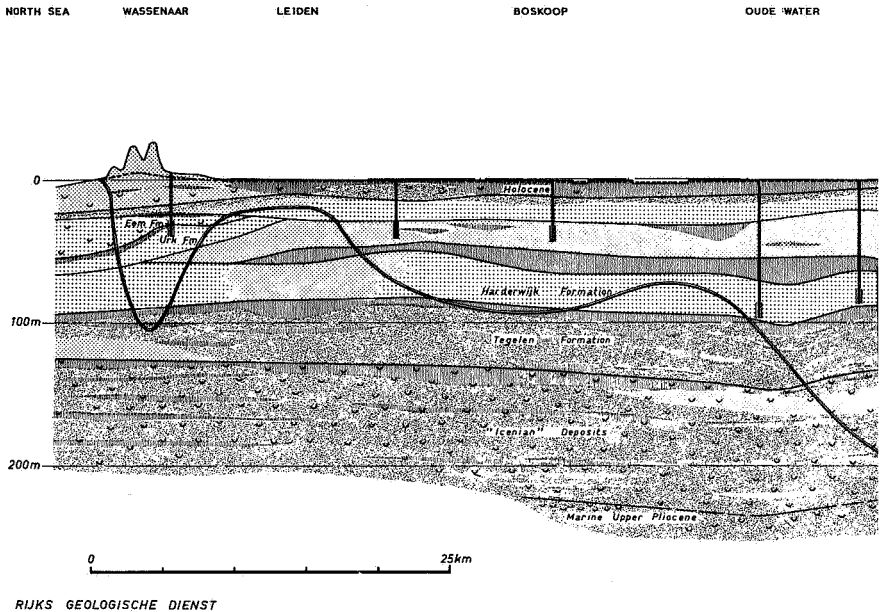 NORTH SEA WASSENAAR LEIDEN BOSKOOP OUDE WATER
0
Holocene
Eem Fm
Urk Fm
Harderwijk Formation
100m
Tegelen Formation
"Icenian" Deposits
200m
Marine Upper Pliocene
0 25km
RIJKS GEOLOGISCHE DIENST